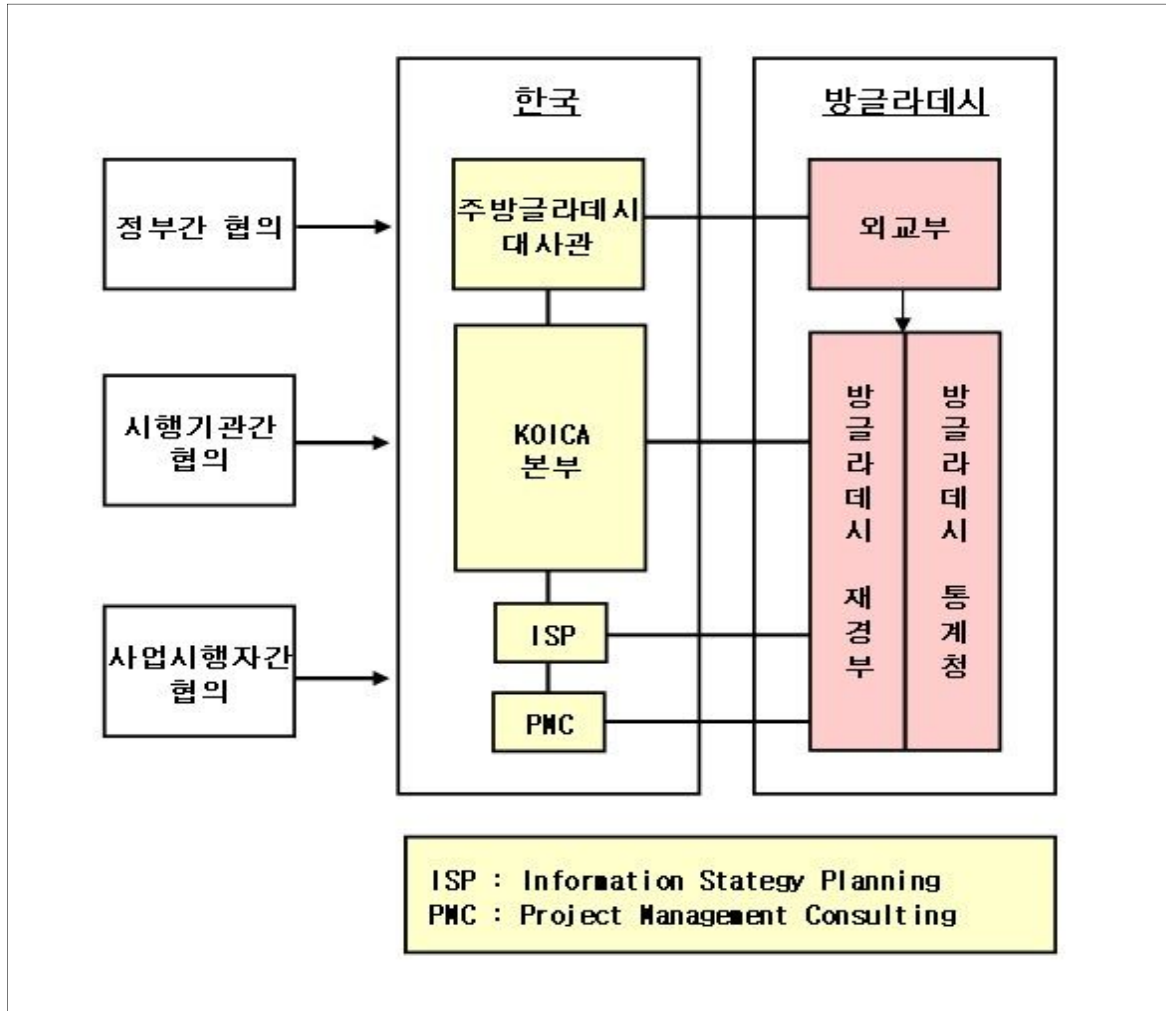 한국
방글라데시
정부간 협의
주방글라데시
대사관
외교부
시행기관간
협의
KOICA
본부
방글라데시 재경부
방글라데시 통계청
사업시행자간
협의
ISP
PMC
ISP : Information Stategy Planning
PMC : Project Management Consulting